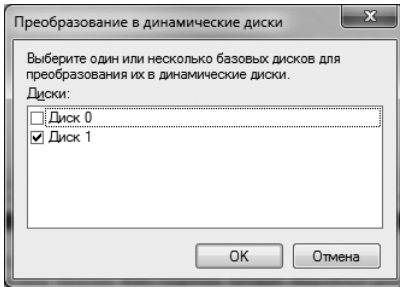 Преобразование в динамические диски
Выберите один или несколько базовых дисков для
преобразования их в динамические диски.
Диски:
Диск 0
Диск 1
OK
Отмена